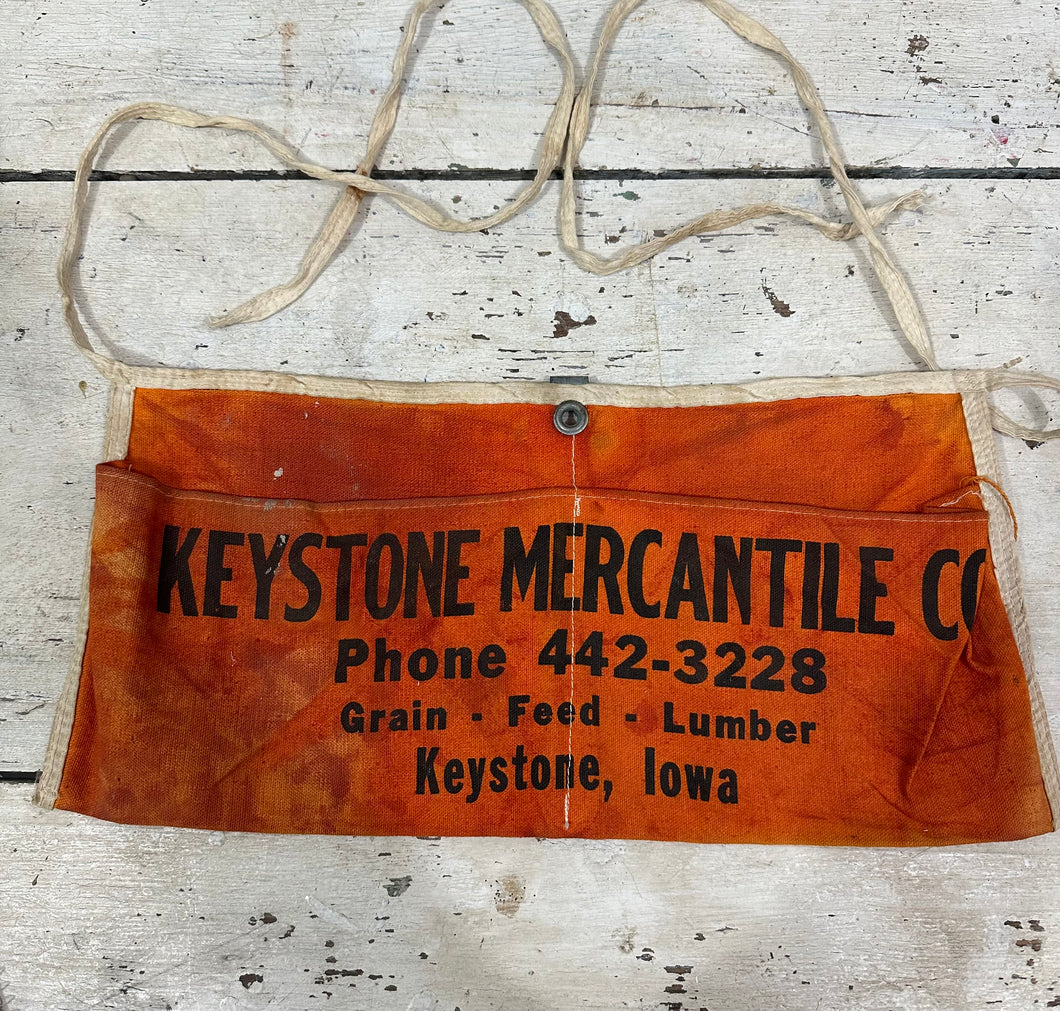 KEYSTONE MERCANTILE CO
Phone 442-3228
Grain - Feed - Lumber
Keystone, Iowa